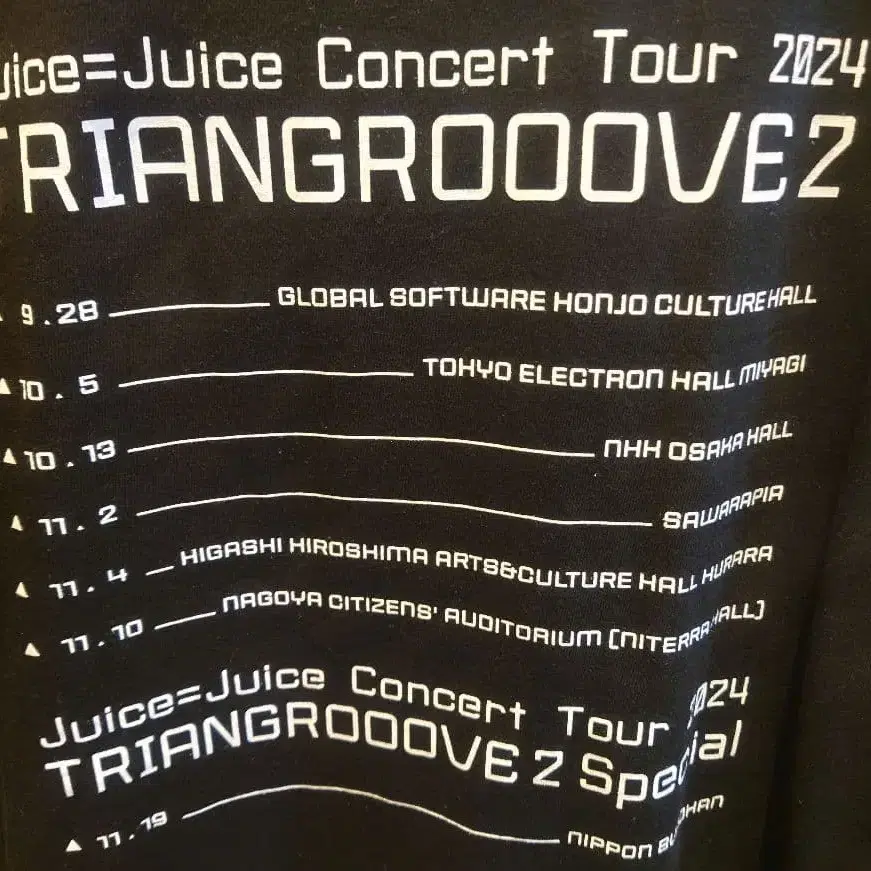 uice=Juice Concert Tour 2024
TRIANGROOOVE 2
▲ 9.28 GLOBAL SOFTWARE HONJO CULTURE HALL
▲ 10.5 TOKYO ELECTRON HALL MIYAGI
▲ 10.13 NHK OSAKA HALL
▲ 11.2 SAWARAPIA
▲ 11.4 HIGASHI HIROSHIMA ARTS&CULTURE HALL KURARA
▲ 11.10 NAGOYA CITIZENS' AUDITORIUM [NITERRA HALL]
Juice=Juice Concert Tour 2024
TRIANGROOOVE 2 Special
▲ 11.19 NIPPON BUDOKAN